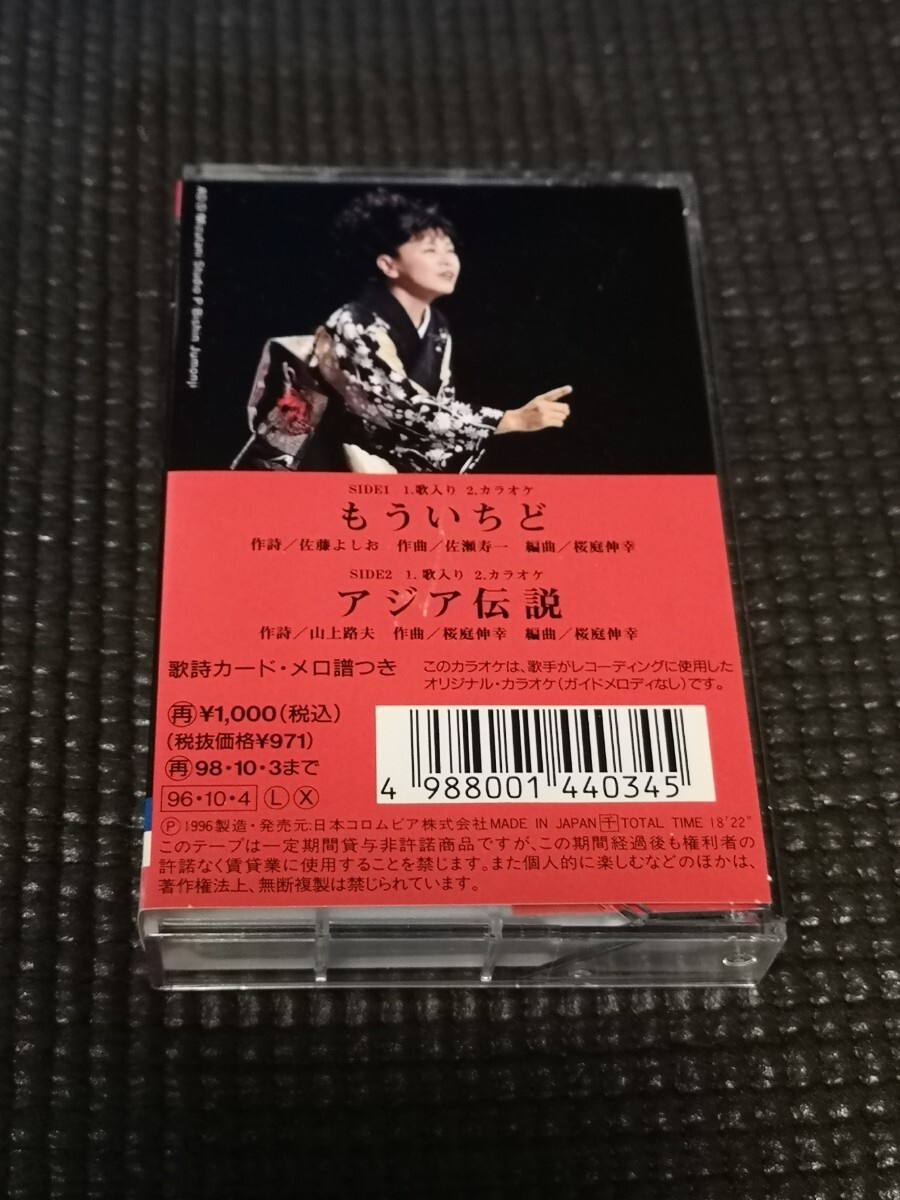 SIDE1 1.歌入り 2.カラオケ
もういちど
作詩/佐藤よしお 作曲/佐瀬寿一 編曲/桜庭伸幸
SIDE2 1.歌入り 2.カラオケ
アジア伝説
作詩/山上路夫 作曲/桜庭伸幸 編曲/桜庭伸幸
歌詩カード・メロ譜つき
このカラオケは、歌手がレコーディングに使用した
オリジナル・カラオケ(ガイドメロディなし)です。
再¥1,000(税込)
(税抜価格¥971)
再98・10・3まで
96・10・4 L X
4 988001 440345
Ⓟ1996製造・発売元:日本コロムビア株式会社MADE IN JAPAN 千 TOTAL TIME 18'22"
このテープは一定期間貸与非許諾商品ですが、この期間経過後も権利者の
許諾なく賃貸業に使用することを禁じます。また個人的に楽しむなどのほかは、
著作権法上、無断複製は禁じられています。